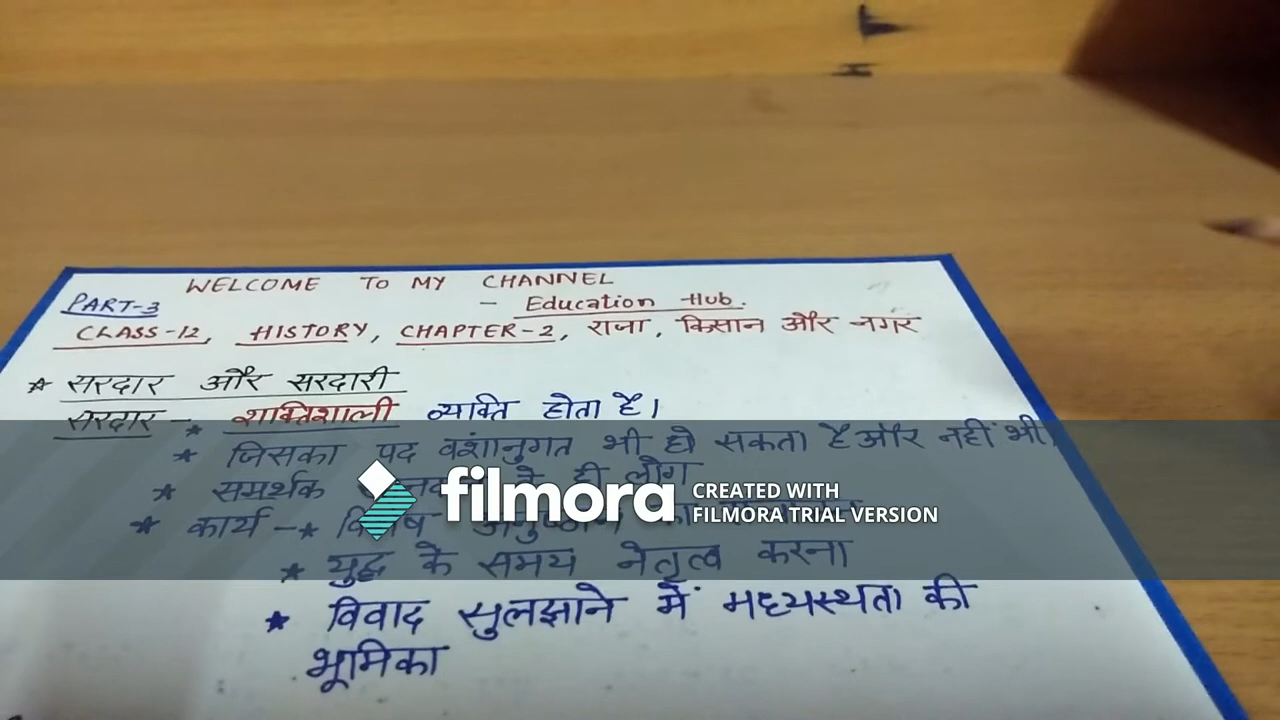 WELCOME TO MY CHANNEL
PART-3 - Education Hub.
CLASS-12, HISTORY, CHAPTER-2, राजा, किसान और नगर
* सरदार और सरदारी
सरदार - * शक्तिशाली व्यक्ति होता है।
* जिसका पद वंशानुगत भी हो सकता है और नहीं भी।
* समर्थक के ही लोग
* कार्य - * अनुष्ठान का
* युद्ध के समय नेतृत्व करना
* विवाद सुलझाने में मध्यस्थता की
भूमिका
filmora CREATED WITH
FILMORA TRIAL VERSION